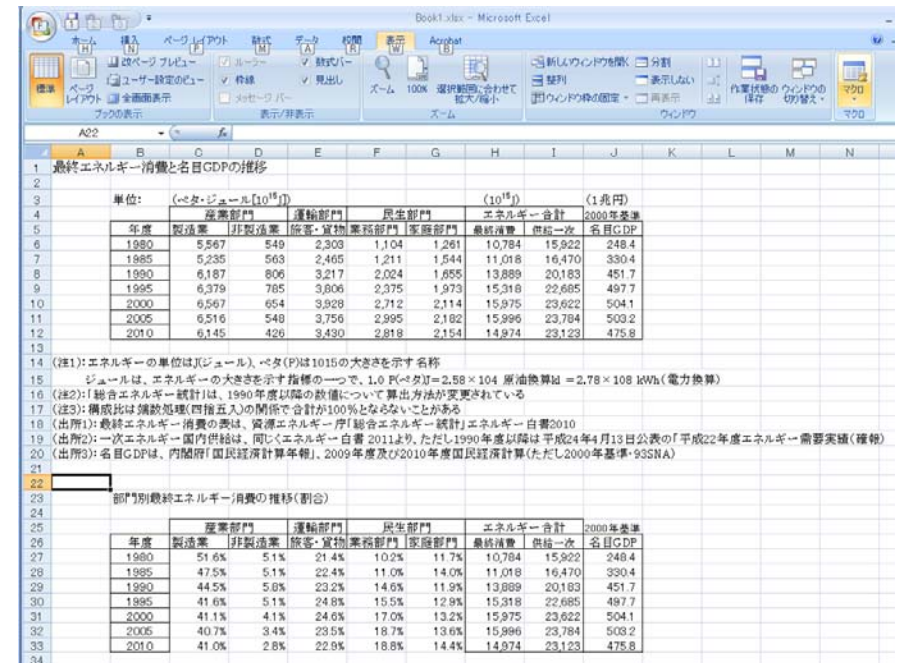 Book1.xlsx - Microsoft Excel
ホーム 挿入 ページ レイアウト 数式 データ 校閲 表示 Acrobat
H N P M A R W B
標準 ページ レイアウト 改ページ プレビュー ユーザー設定のビュー 全画面表示
ブックの表示
ルーラー 数式バー
枠線 見出し
メッセージ バー
表示/非表示
ズーム 100% 選択範囲に合わせて拡大/縮小
ズーム
新しいウィンドウを開く 分割
整列 表示しない
ウィンドウ枠の固定 再表示
作業状態の保存 ウィンドウの切り替え
ウィンドウ
マクロ
マクロ
A22 fx
A B C D E F G H I J K L M N
1 最終エネルギー消費と名目GDPの推移
2
3 単位: (ペタ・ジュール[10¹⁵J]) (10¹⁵J) (1兆円)
4 産業部門 運輸部門 民生部門 エネルギー合計 2000年基準
5 年度 製造業 非製造業 旅客・貨物 業務部門 家庭部門 最終消費 供給一次 名目GDP
6 1980 5,567 549 2,303 1,104 1,261 10,784 15,922 248.4
7 1985 5,235 563 2,465 1,211 1,544 11,018 16,470 330.4
8 1990 6,187 806 3,217 2,024 1,655 13,889 20,183 451.7
9 1995 6,379 785 3,806 2,375 1,973 15,318 22,685 497.7
10 2000 6,567 654 3,928 2,712 2,114 15,975 23,622 504.1
11 2005 6,516 548 3,756 2,995 2,182 15,996 23,784 503.2
12 2010 6,145 426 3,430 2,818 2,154 14,974 23,123 475.8
13
14 (注1):エネルギーの単位はJ(ジュール)、ペタ(P)は1015の大きさを示す名称
15 ジュールは、エネルギーの大きさを示す指標の一つで、1.0 P(ペタ)J=2.58×104 原油換算kl =2.78×108 kWh(電力換算)
16 (注2):「総合エネルギー統計」は、1990年度以降の数値について算出方法が変更されている
17 (注3):構成比は端数処理(四捨五入)の関係で合計が100%とならないことがある
18 (出所1):最終エネルギー消費の表は、資源エネルギー庁「総合エネルギー統計」エネルギー白書2010
19 (出所2):一次エネルギー国内供給は、同じくエネルギー白書 2011より、ただし1990年度以降は平成24年4月13日公表の「平成22年度エネルギー需要実績(確報)
20 (出所3):名目GDPは、内閣府「国民経済計算年報」、2009年度及び2010年度国民経済計算(ただし2000年基準・93SNA)
21
22
23 部門別最終エネルギー消費の推移(割合)
24
25 産業部門 運輸部門 民生部門 エネルギー合計 2000年基準
26 年度 製造業 非製造業 旅客・貨物 業務部門 家庭部門 最終消費 供給一次 名目GDP
27 1980 51.6% 5.1% 21.4% 10.2% 11.7% 10,784 15,922 248.4
28 1985 47.5% 5.1% 22.4% 11.0% 14.0% 11,018 16,470 330.4
29 1990 44.5% 5.8% 23.2% 14.6% 11.9% 13,889 20,183 451.7
30 1995 41.6% 5.1% 24.8% 15.5% 12.9% 15,318 22,685 497.7
31 2000 41.1% 4.1% 24.6% 17.0% 13.2% 15,975 23,622 504.1
32 2005 40.7% 3.4% 23.5% 18.7% 13.6% 15,996 23,784 503.2
33 2010 41.0% 2.8% 22.9% 18.8% 14.4% 14,974 23,123 475.8
34